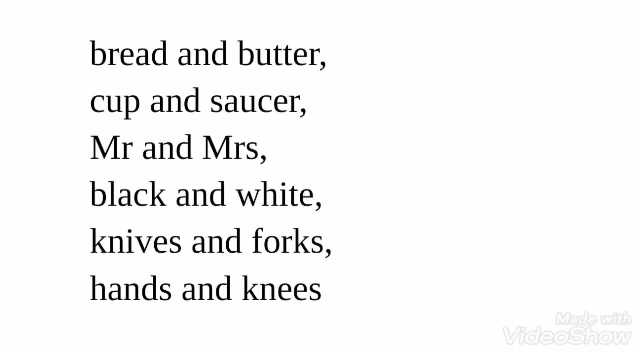 bread and butter,
cup and saucer,
Mr and Mrs,
black and white,
knives and forks,
hands and knees
Made with
VideoShow